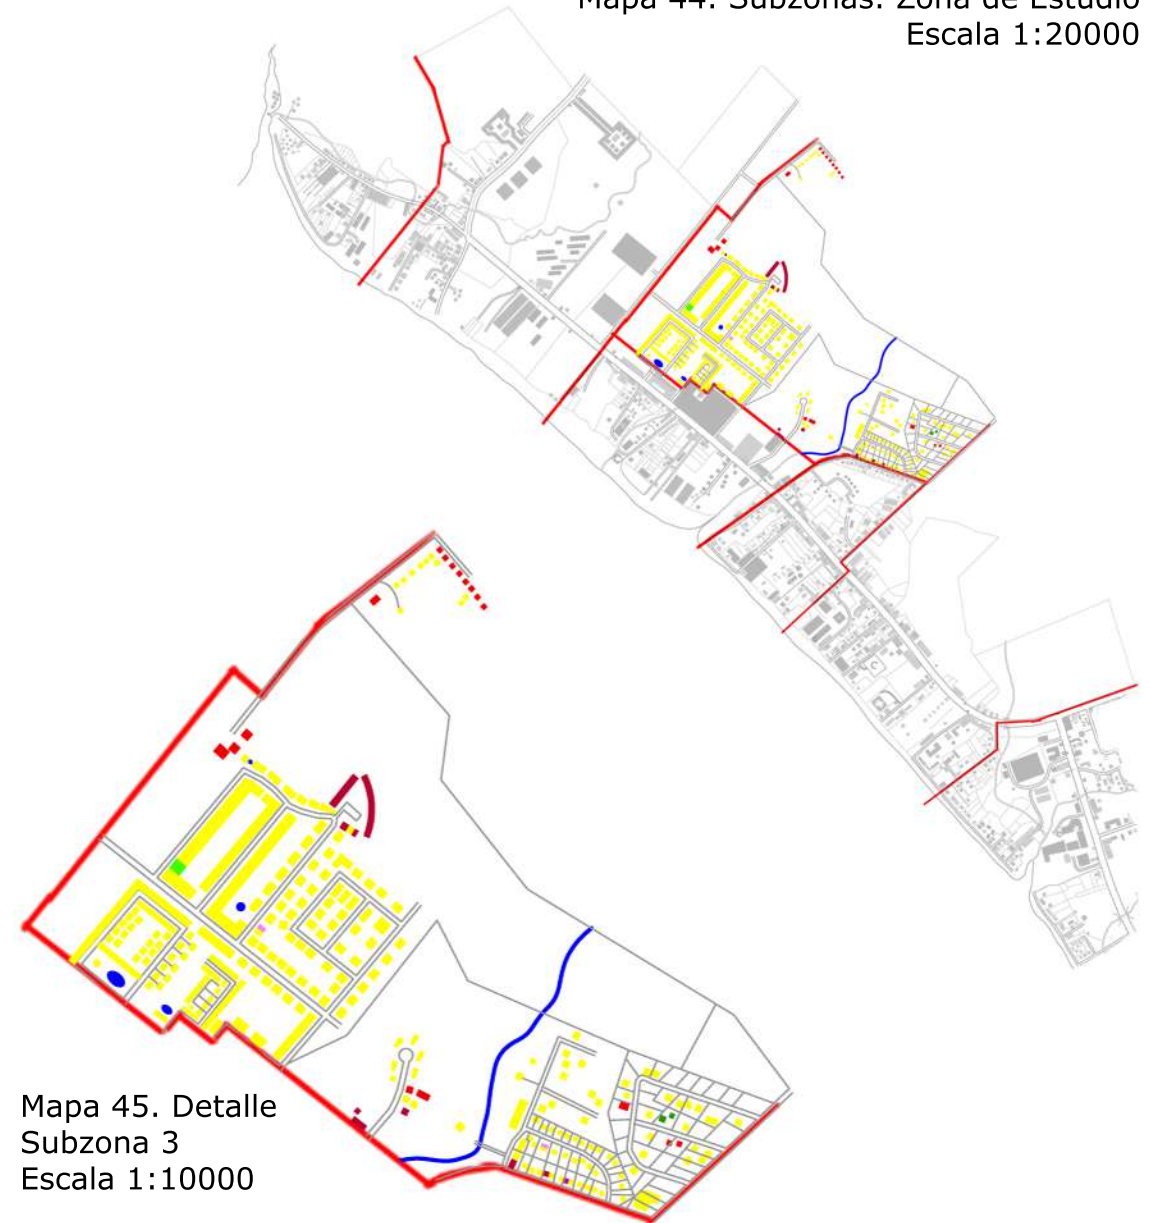 Mapa 44. Subzonas. Zona de Estudio
Escala 1:20000
Mapa 45. Detalle
Subzona 3
Escala 1:10000